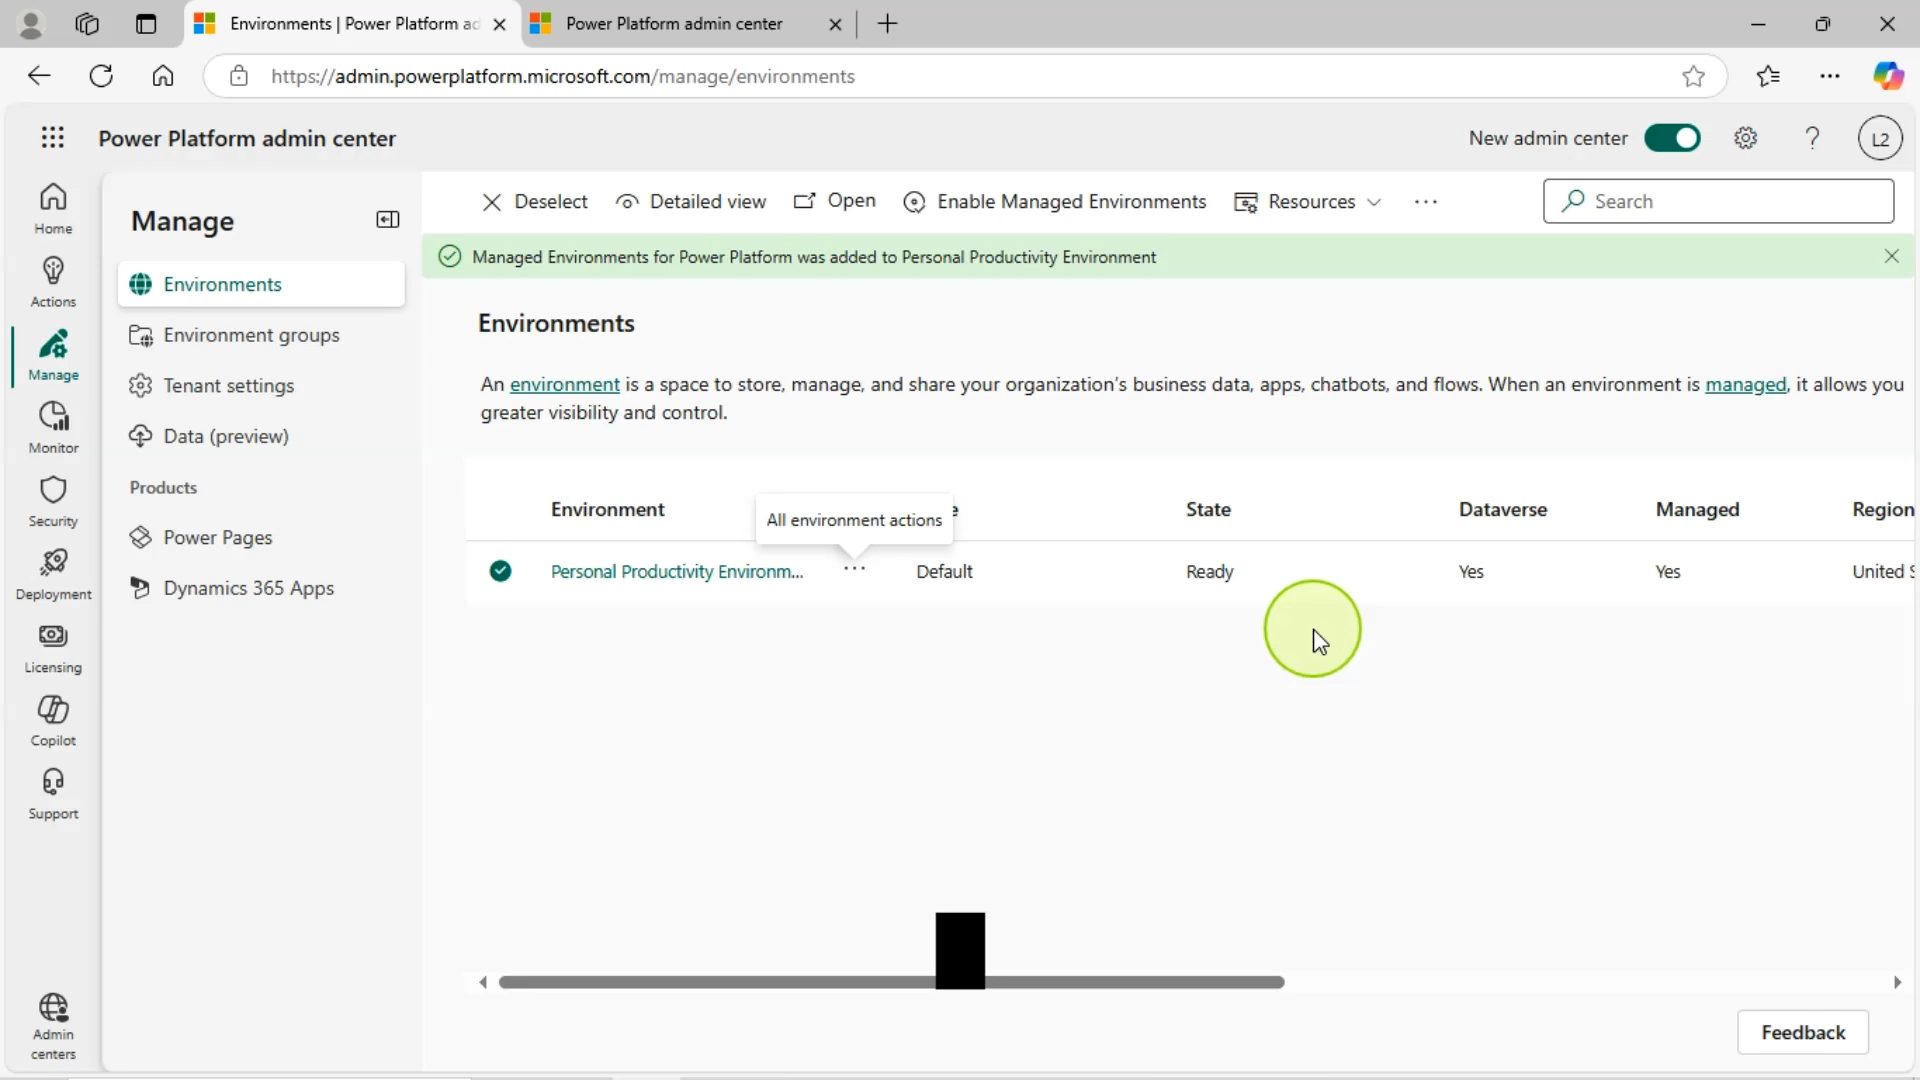 Environments | Power Platform ad
Power Platform admin center
https://admin.powerplatform.microsoft.com/manage/environments
Power Platform admin center
New admin center
L2
Home
Actions
Manage
Monitor
Security
Deployment
Licensing
Copilot
Support
Admin
centers
Manage
Environments
Environment groups
Tenant settings
Data (preview)
Products
Power Pages
Dynamics 365 Apps
Deselect
Detailed view
Open
Enable Managed Environments
Resources
...
Search
Managed Environments for Power Platform was added to Personal Productivity Environment
Environments
An environment is a space to store, manage, and share your organization's business data, apps, chatbots, and flows. When an environment is managed, it allows you
greater visibility and control.
Environment
All environment actions
e
State
Dataverse
Managed
Region
Personal Productivity Environm...
...
Default
Ready
Yes
Yes
United S
Feedback